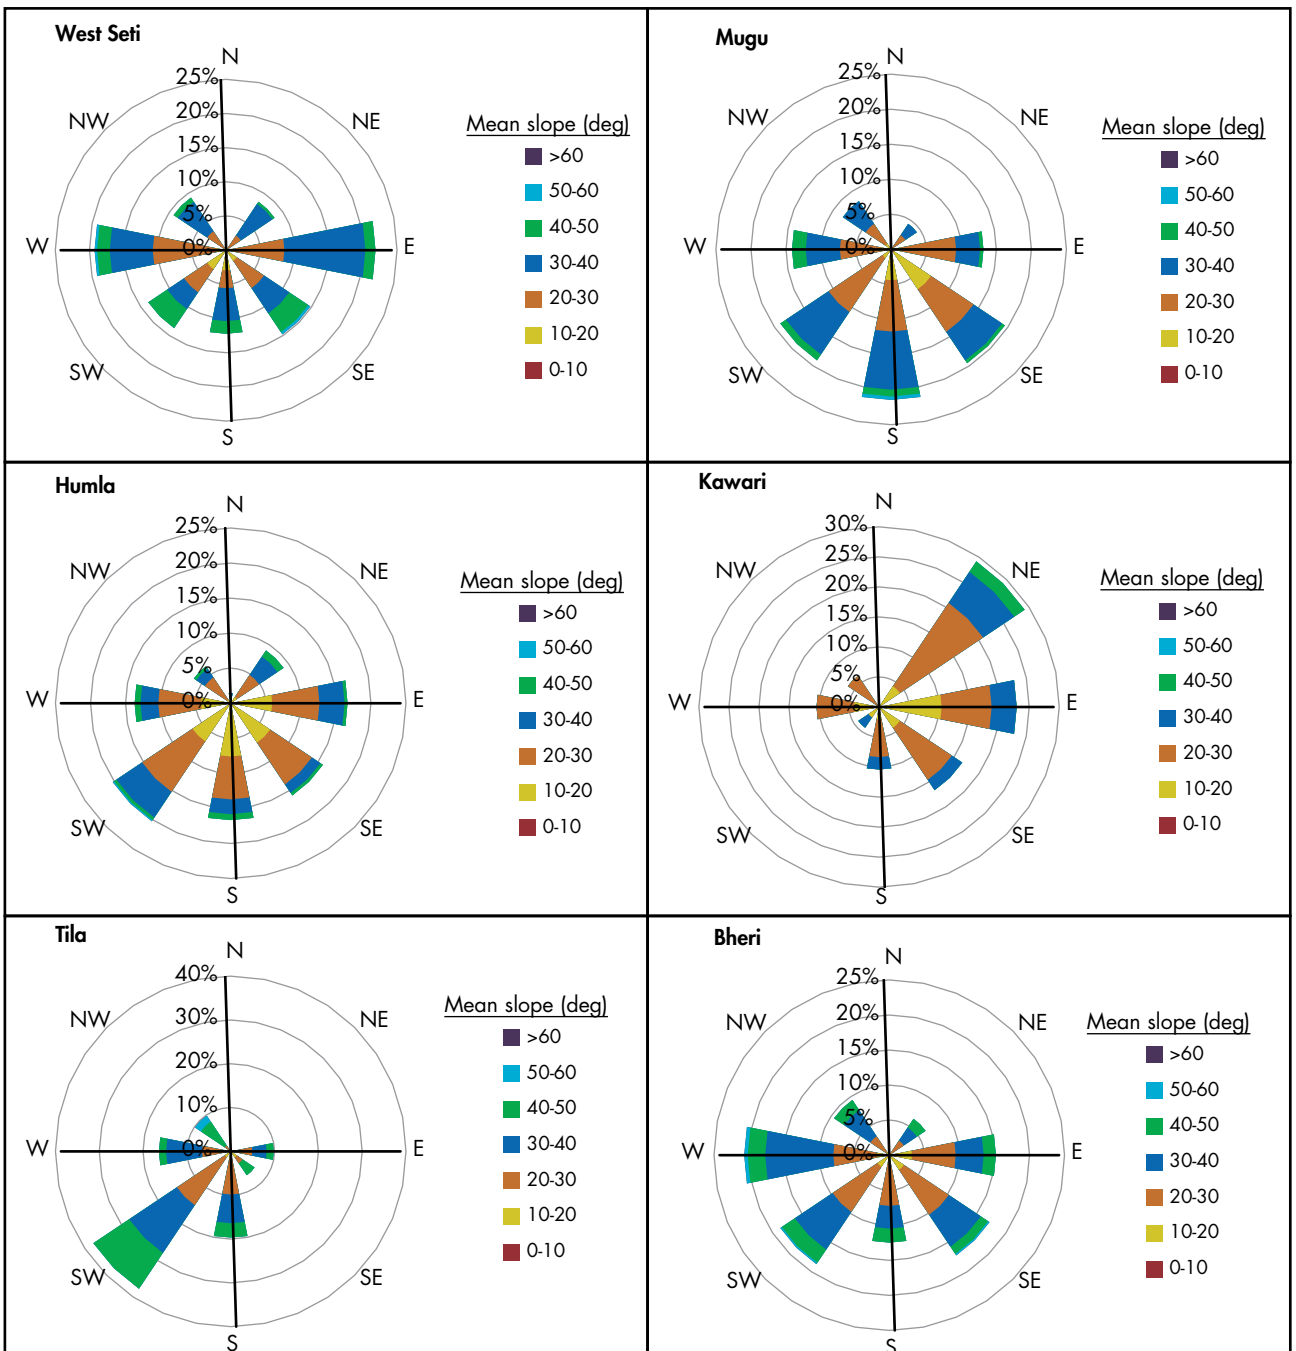 West Seti
N
25%
NW
NE
20%
15%
10%
5%
W
0%
E
SW
SE
S
Mean slope (deg)
>60
50-60
40-50
30-40
20-30
10-20
0-10
Mugu
N
25%
NW
NE
20%
15%
10%
5%
W
0%
E
SW
SE
S
Mean slope (deg)
>60
50-60
40-50
30-40
20-30
10-20
0-10
Humla
N
25%
20%
NW
NE
15%
10%
5%
W
0%
E
SW
SE
S
Mean slope (deg)
>60
50-60
40-50
30-40
20-30
10-20
0-10
Kawari
N
30%
25%
NW
NE
20%
15%
10%
5%
W
0%
E
SW
SE
S
Mean slope (deg)
>60
50-60
40-50
30-40
20-30
10-20
0-10
Tila
N
40%
NW
NE
30%
20%
10%
W
0%
E
SW
SE
S
Mean slope (deg)
>60
50-60
40-50
30-40
20-30
10-20
0-10
Bheri
N
25%
20%
NW
NE
15%
10%
5%
W
0%
E
SW
SE
S
Mean slope (deg)
>60
50-60
40-50
30-40
20-30
10-20
0-10